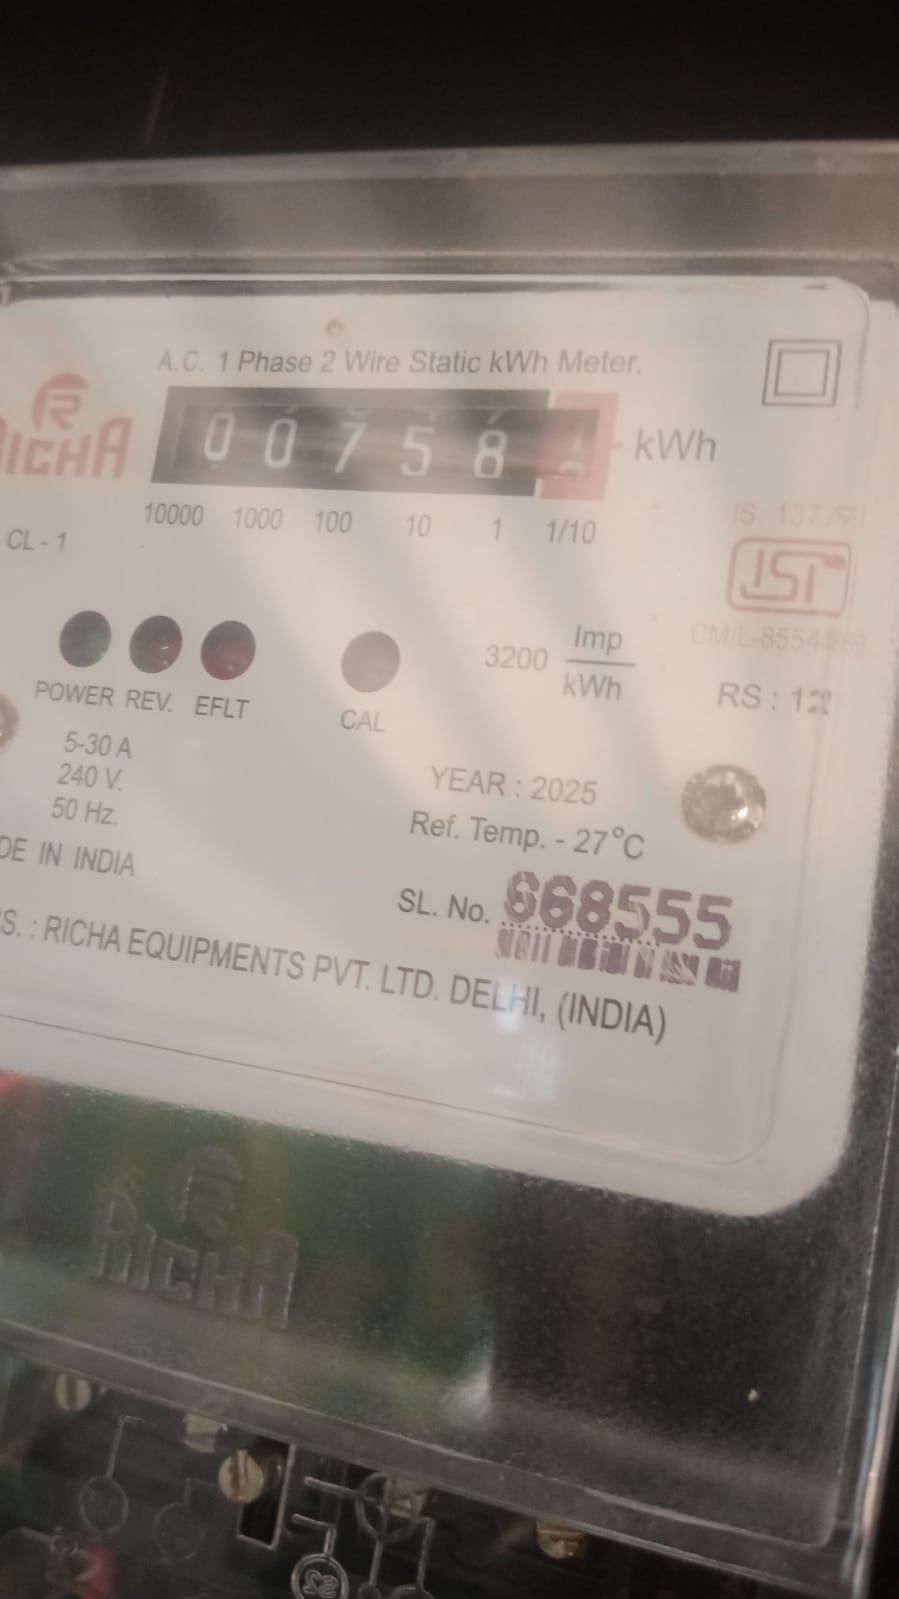 A.C. 1 Phase 2 Wire Static kWh Meter.
RICHA
0 0 7 5 8
kWh
10000 1000 100 10 1 1/10
CL - 1
IS.
ISI
3200 Imp/kWh
POWER REV. EFLT
CAL
RS :
5-30 A
240 V.
50 Hz.
YEAR : 2025
Ref. Temp. - 27°C
DE IN INDIA
SL. No. 668555
S. : RICHA EQUIPMENTS PVT. LTD. DELHI, (INDIA)
RICHA